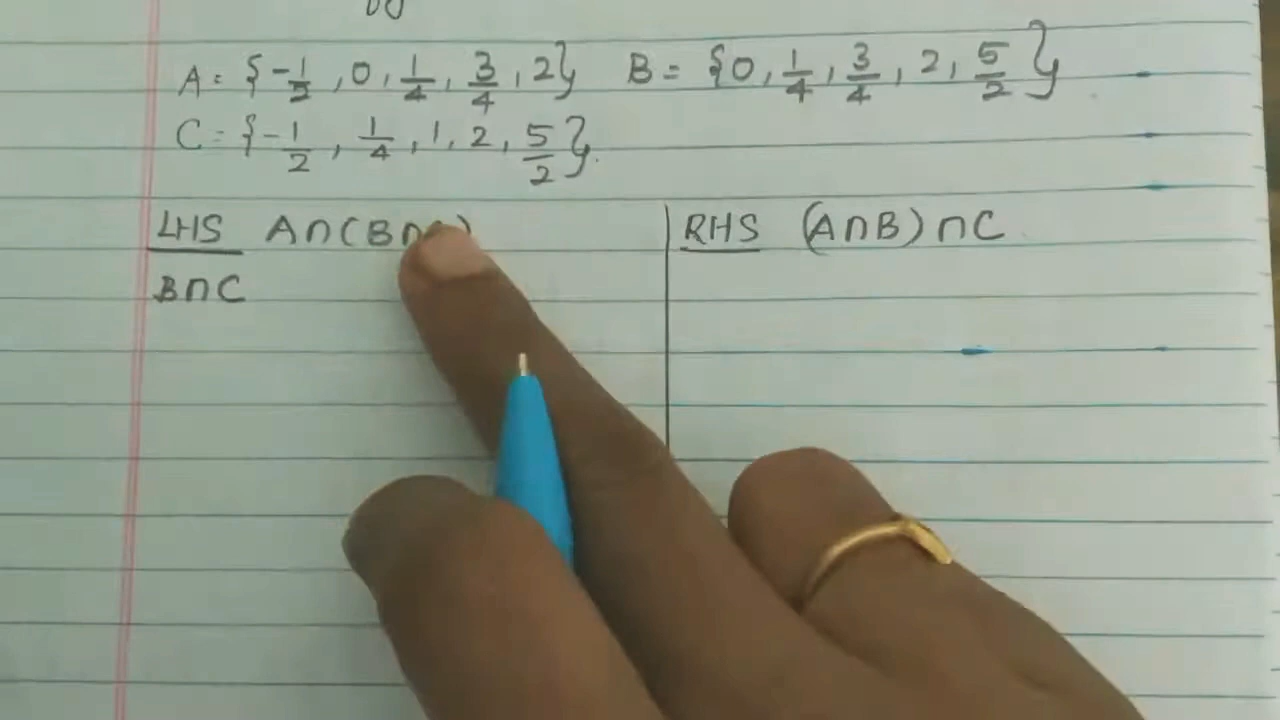 A = {-1/2, 0, 1/4, 3/4, 2} B = {0, 1/4, 3/4, 2, 5/2}
C = {-1/2, 1/4, 1, 2, 5/2}.
LHS A∩(B∩ )
RHS (A∩B)∩C
B∩C